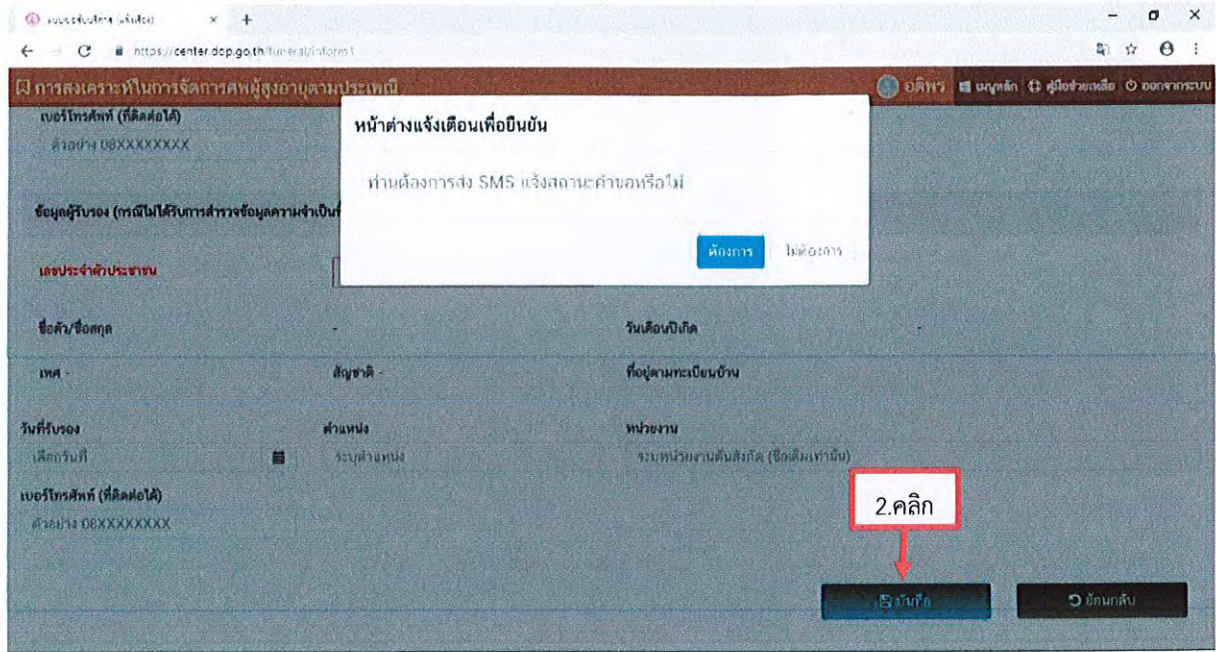 https://center.dop.go.th/funeral/inform1
การสงเคราะห์ในการจัดการศพผู้สูงอายุตามประเพณี
อดิพร เมนูหลัก คู่มือช่วยเหลือ ออกจากระบบ
เบอร์โทรศัพท์ (ที่ติดต่อได้)
ตัวอย่าง 08XXXXXXXX
หน้าต่างแจ้งเตือนเพื่อยืนยัน
ท่านต้องการส่ง SMS แจ้งสถานะคำขอหรือไม่
ต้องการ ไม่ต้องการ
ข้อมูลผู้รับรอง (กรณีไม่ได้รับการสำรวจข้อมูลความจำเป็นพื้
เลขประจำตัวประชาชน
ชื่อตัว/ชื่อสกุล - วันเดือนปีเกิด -
เพศ - สัญชาติ - ที่อยู่ตามทะเบียนบ้าน
วันที่รับรอง ตำแหน่ง หน่วยงาน
เลือกวันที่ ระบุตำแหน่ง ระบุหน่วยงานต้นสังกัด (ชื่อเต็มเท่านั้น)
เบอร์โทรศัพท์ (ที่ติดต่อได้)
ตัวอย่าง 08XXXXXXXX
2.คลิก
บันทึก ย้อนกลับ